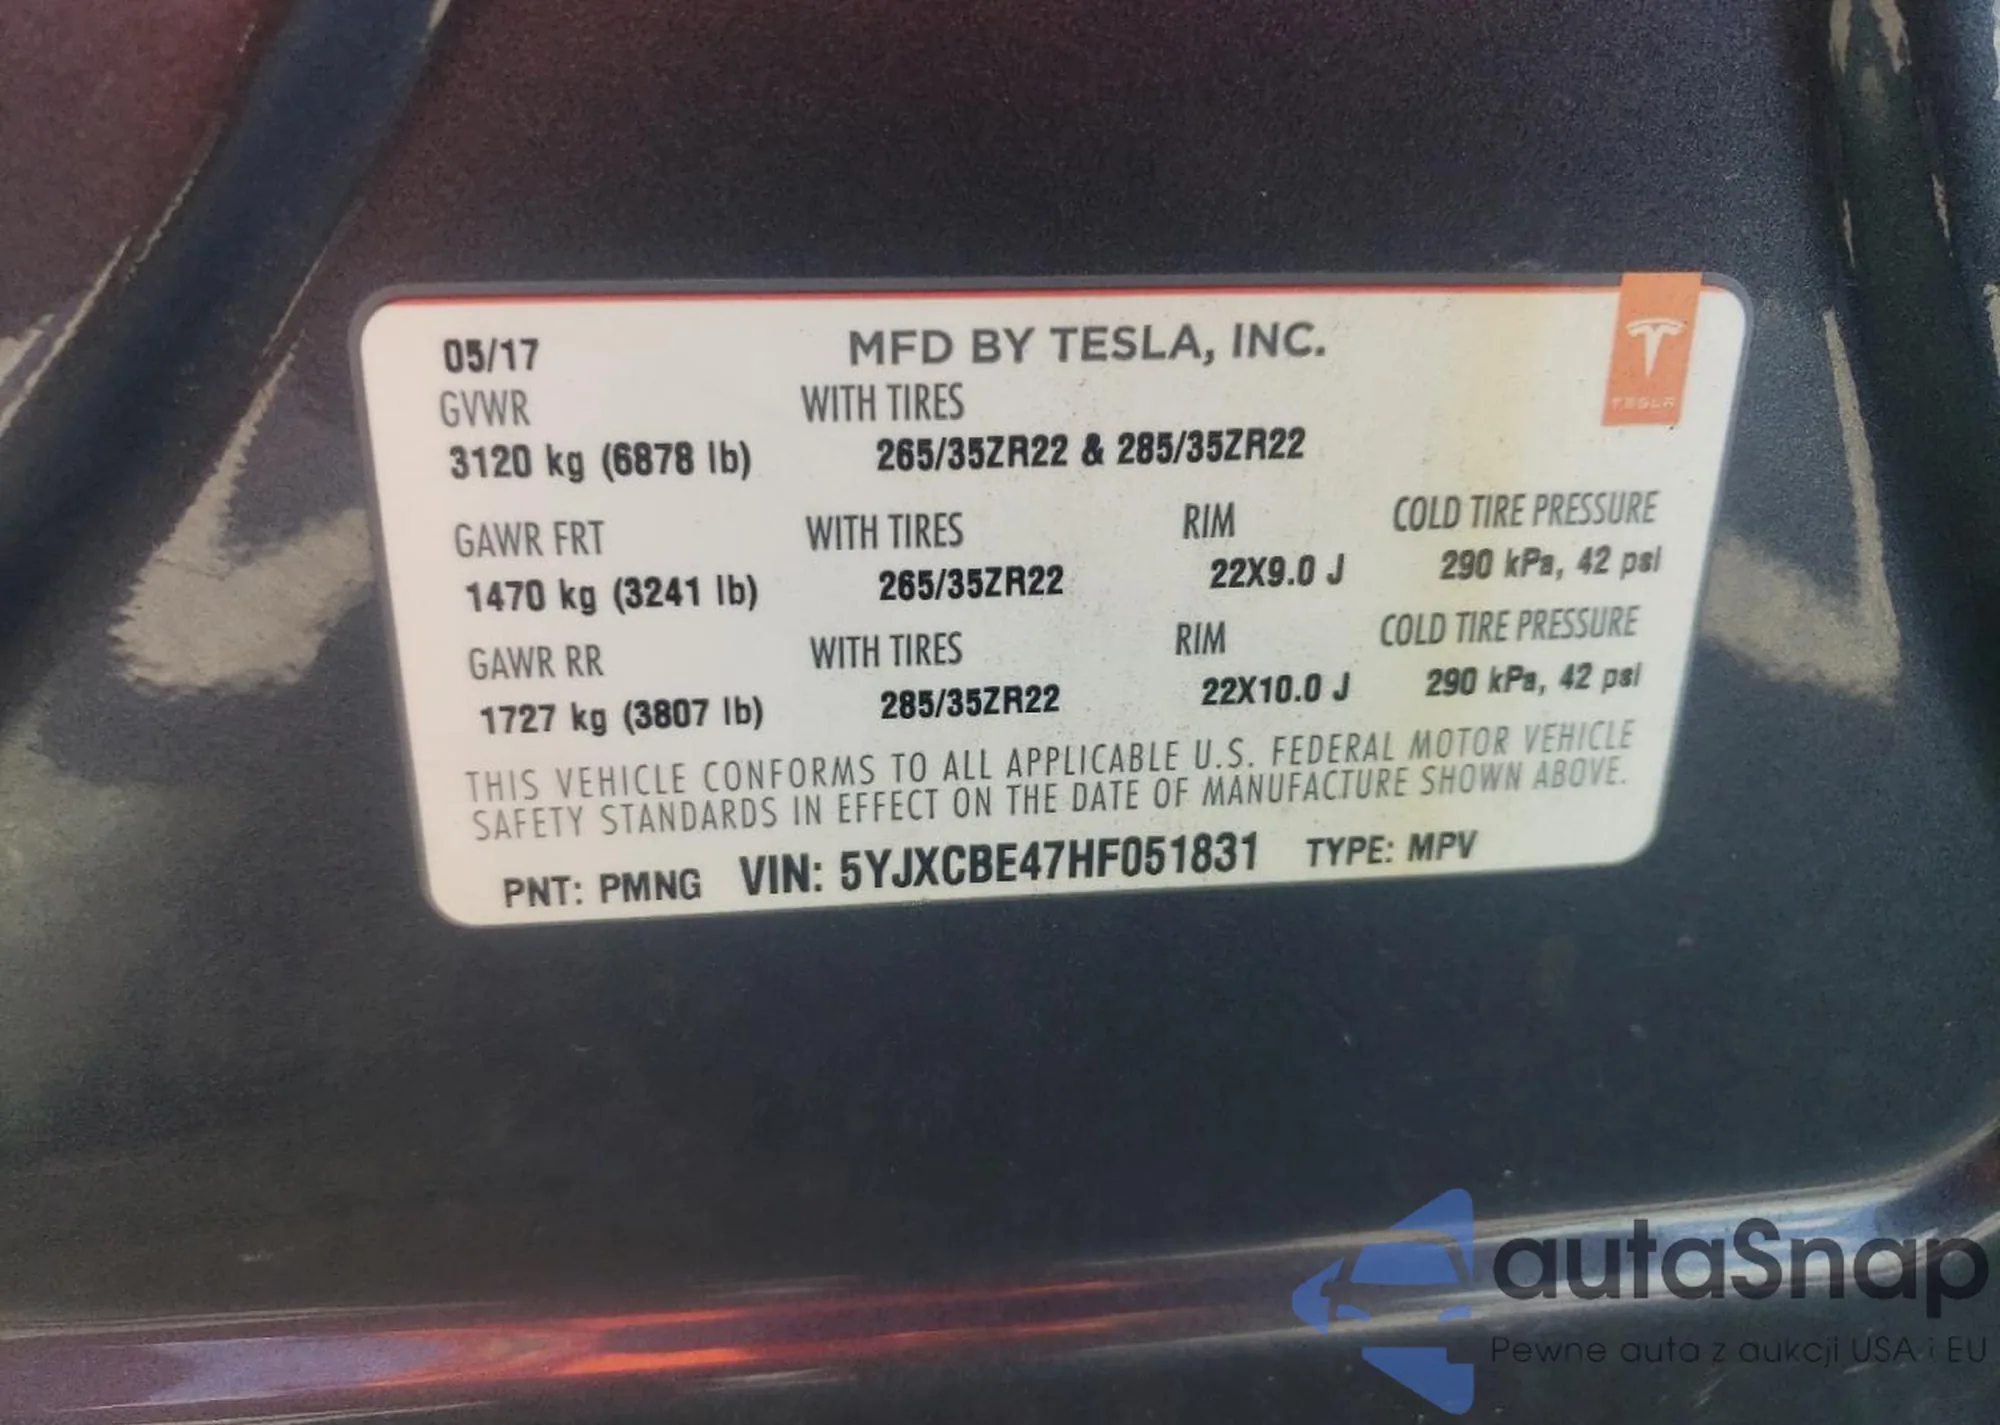 05/17 MFD BY TESLA, INC.
TESLA
GVWR WITH TIRES
3120 kg (6878 lb) 265/35ZR22 & 285/35ZR22
GAWR FRT WITH TIRES RIM COLD TIRE PRESSURE
1470 kg (3241 lb) 265/35ZR22 22X9.0 J 290 kPa, 42 psi
GAWR RR WITH TIRES RIM COLD TIRE PRESSURE
1727 kg (3807 lb) 285/35ZR22 22X10.0 J 290 kPa, 42 psi
THIS VEHICLE CONFORMS TO ALL APPLICABLE U.S. FEDERAL MOTOR VEHICLE
SAFETY STANDARDS IN EFFECT ON THE DATE OF MANUFACTURE SHOWN ABOVE.
PNT: PMNG VIN: 5YJXCBE47HF051831 TYPE: MPV
autaSnap
Pewne auta z aukcji USA i EU